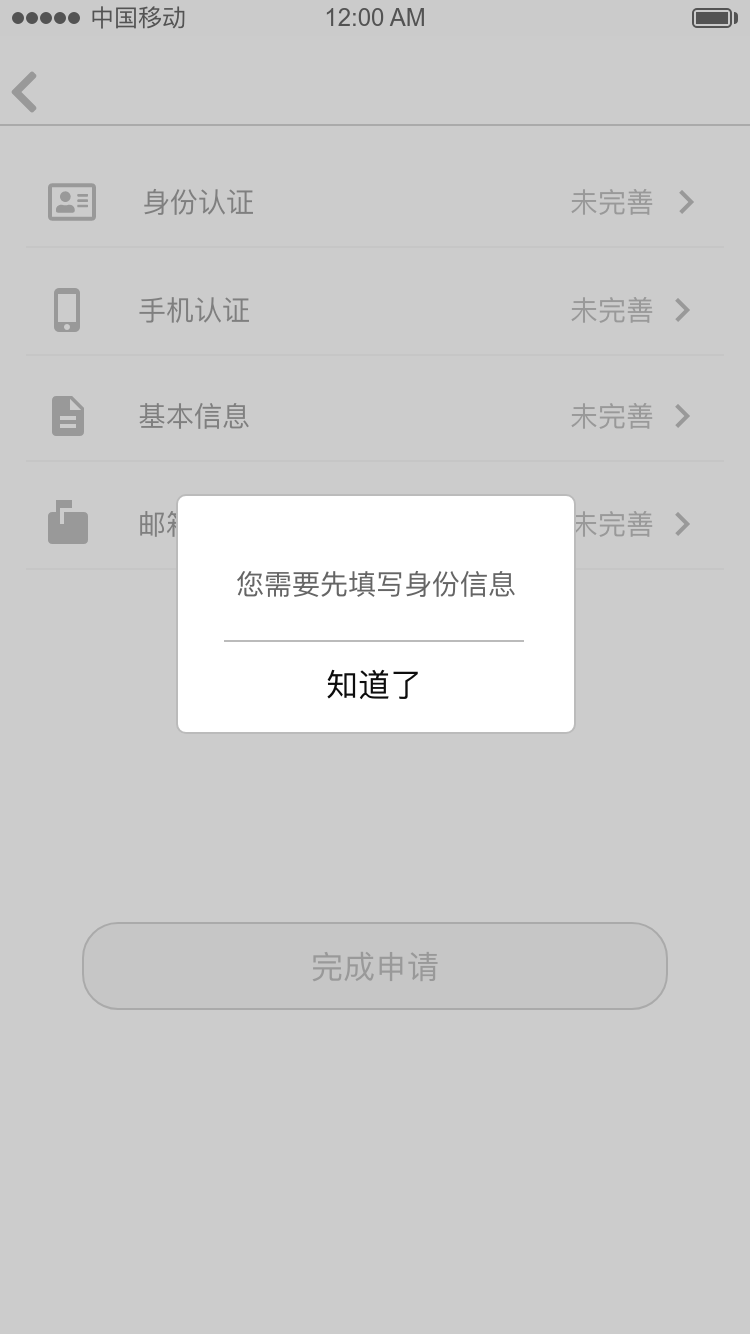 中国移动 12:00 AM
身份认证 未完善
手机认证 未完善
基本信息 未完善
邮 未完善
您需要先填写身份信息
知道了
完成申请